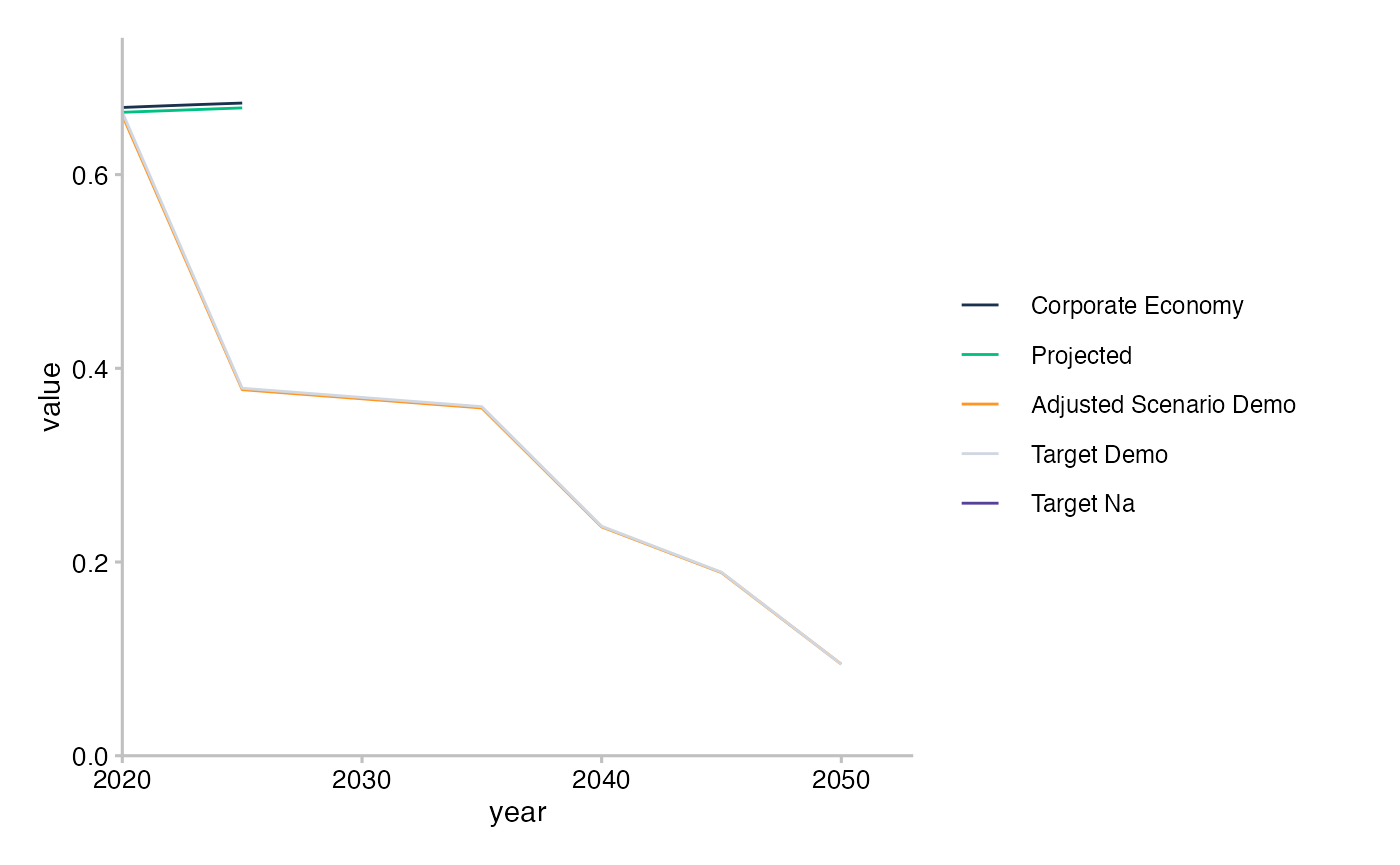 0.6
0.4
0.2
0.0
value
2020
2030
2040
2050
year
Corporate Economy
Projected
Adjusted Scenario Demo
Target Demo
Target Na